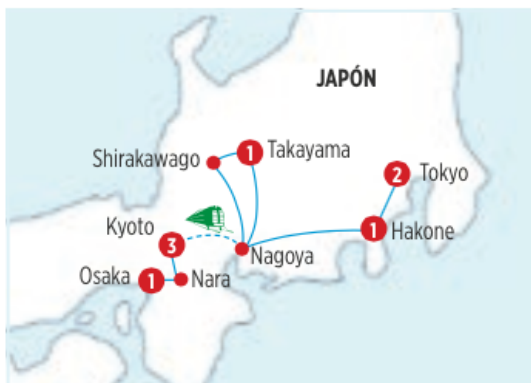 JAPÓN
Shirakawago
1
Takayama
2
Tokyo
Kyoto
3
1
Hakone
Nagoya
Osaka
1
Nara